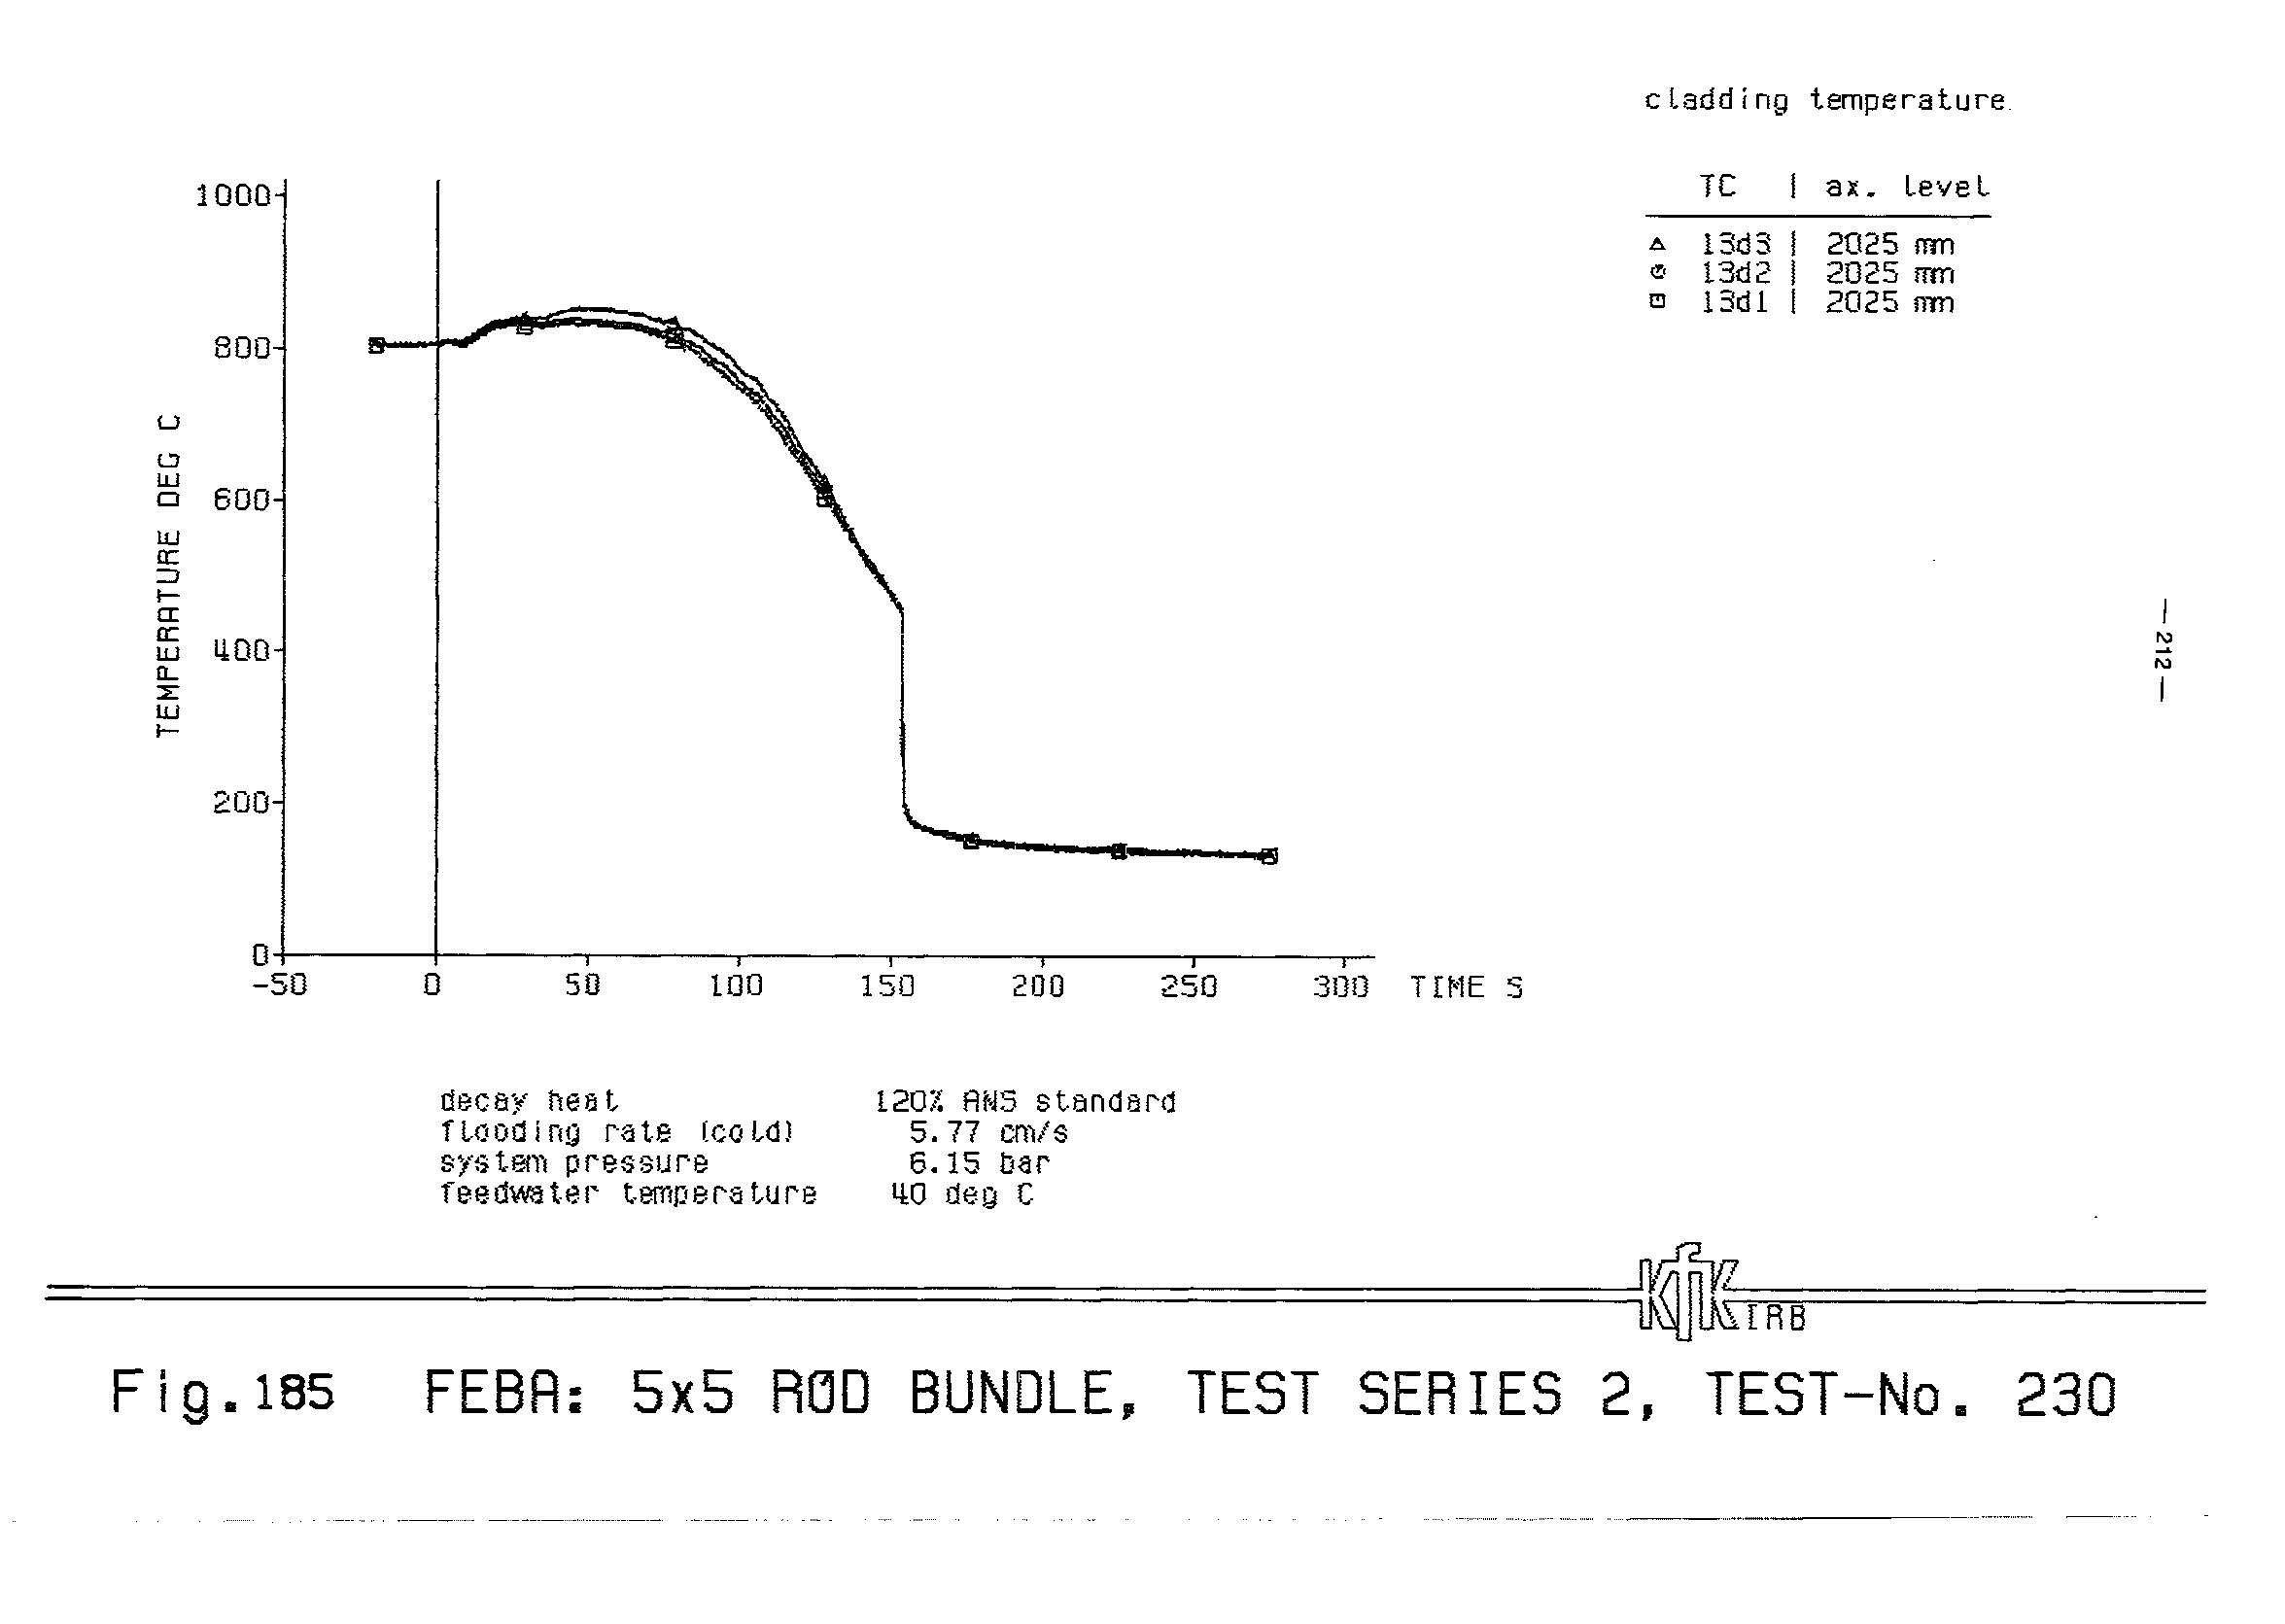 cladding temperature
TC | ax. level
13d3 | 2025 mm
13d2 | 2025 mm
13d1 | 2025 mm
1000
800
600
400
200
0
TEMPERATURE DEG C
-50 0 50 100 150 200 250 300 TIME S
— 212 —
decay heat 120% ANS standard
flooding rate (cold) 5.77 cm/s
system pressure 6.15 bar
feedwater temperature 40 deg C
KfK IRB
Fig.185 FEBA: 5x5 RØD BUNDLE, TEST SERIES 2, TEST-No. 230